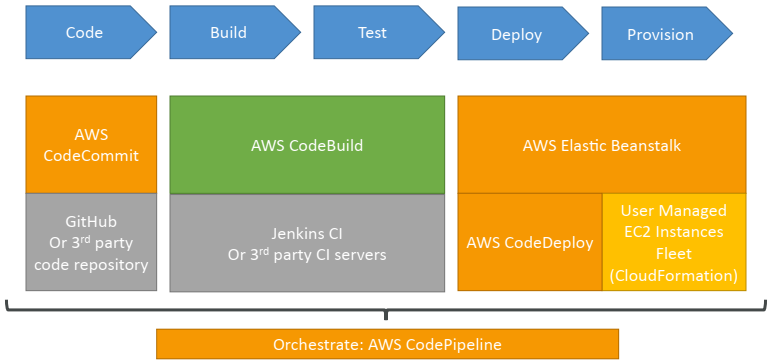 Code
Build
Test
Deploy
Provision
AWS
CodeCommit
AWS CodeBuild
AWS Elastic Beanstalk
GitHub
Or 3rd party
code repository
Jenkins CI
Or 3rd party CI servers
AWS CodeDeploy
User Managed
EC2 Instances
Fleet
(CloudFormation)
Orchestrate: AWS CodePipeline